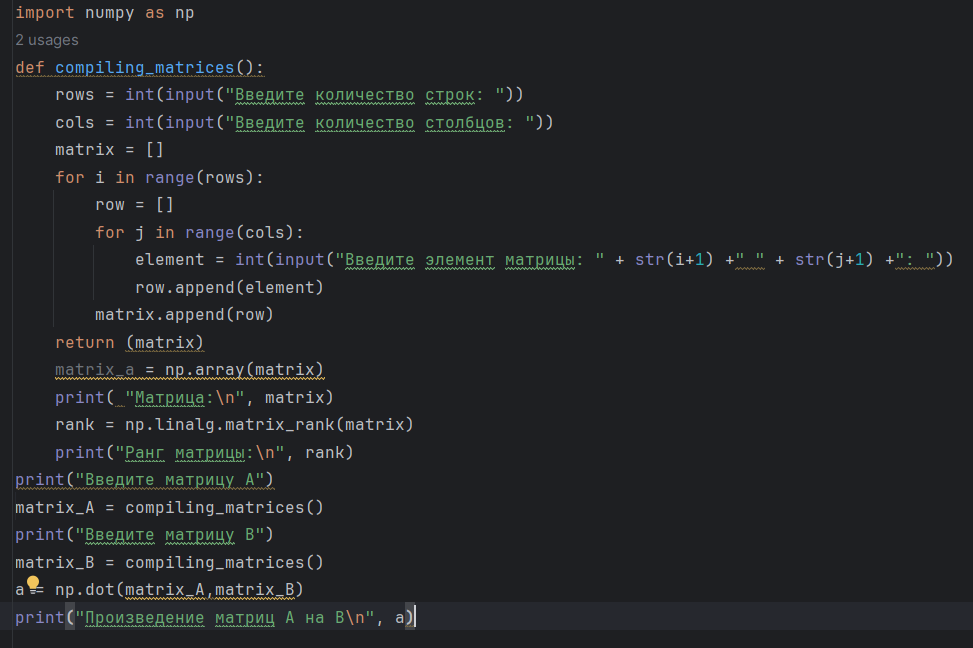 import numpy as np
2 usages
def compiling_matrices():
    rows = int(input("Введите количество строк: "))
    cols = int(input("Введите количество столбцов: "))
    matrix = []
    for i in range(rows):
        row = []
        for j in range(cols):
            element = int(input("Введите элемент матрицы: " + str(i+1) +" " + str(j+1) +": "))
            row.append(element)
        matrix.append(row)
    return (matrix)
    matrix_a = np.array(matrix)
    print( "Матрица:\n", matrix)
    rank = np.linalg.matrix_rank(matrix)
    print("Ранг матрицы:\n", rank)
print("Введите матрицу A")
matrix_A = compiling_matrices()
print("Введите матрицу B")
matrix_B = compiling_matrices()
a = np.dot(matrix_A,matrix_B)
print("Произведение матриц A на B\n", a)